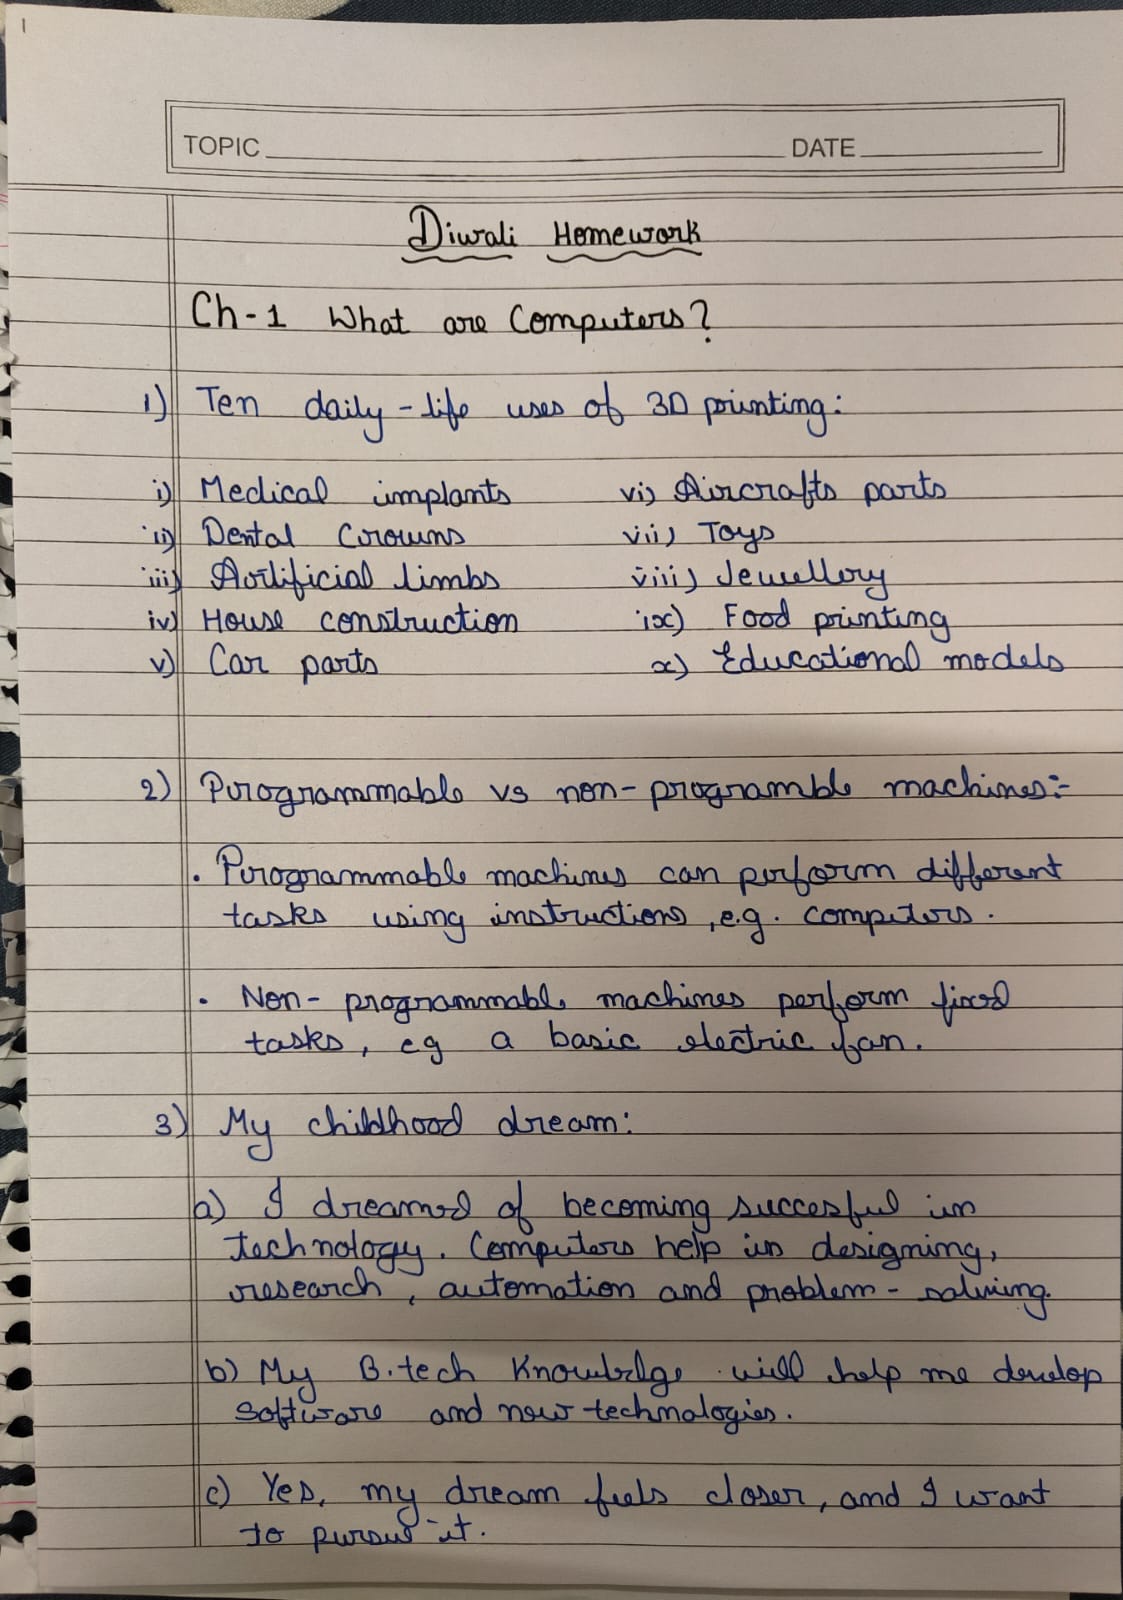 1
TOPIC DATE
Diwali Homework
Ch-1 What are Computers?
1) Ten daily-life uses of 3D printing:
i) Medical implants vi) Aircrafts parts
ii) Dental Crowns vii) Toys
iii) Artificial limbs viii) Jewellery
iv) House construction ix) Food printing
v) Car parts x) Educational models
2) Programmable vs non-programble machines:-
. Programmable machines can perform different
tasks using instructions, e.g. computers.
. Non-programmable machines perform fixed
tasks, eg a basic electric fan.
3) My childhood dream:
a) I dreamed of becoming succesful in
technology. Computers help in designing,
research, automation and problem-solving.
b) My B.tech Knowledge will help me develop
software and new technologies.
c) Yes, my dream feels closer, and I want
to pursue it.